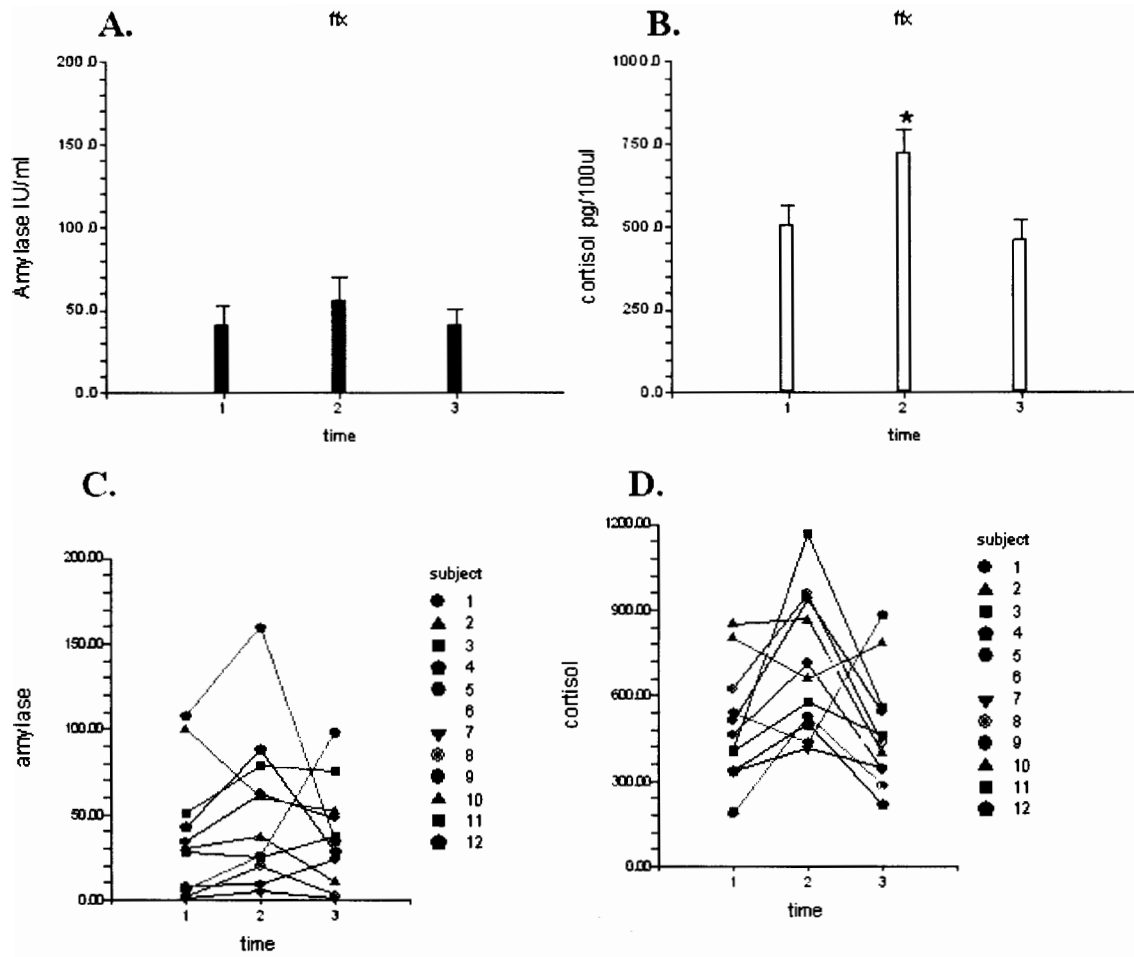 A.
ftx
200.0
150.0
100.0
50.0
0.0
Amylase IU/ml
1 2 3
time
B.
ftx
1000.0
750.0
500.0
250.0
0.0
cortisol pg/100ul
*
1 2 3
time
C.
200.00
150.00
100.00
50.00
0.00
amylase
1 2 3
time
subject
1
2
3
4
5
6
7
8
9
10
11
12
D.
1200.00
900.00
600.00
300.00
0.00
cortisol
1 2 3
time
subject
1
2
3
4
5
6
7
8
9
10
11
12